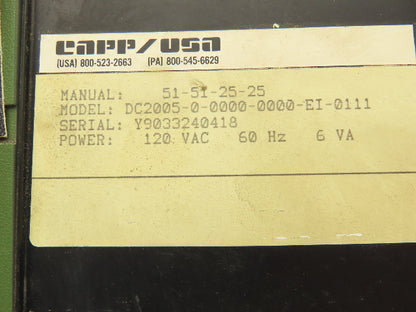 CAPP/USA
(USA) 800-523-2663 (PA) 800-545-6629
MANUAL: 51-51-25-25
MODEL: DC2005-0-0000-0000-EI-0111
SERIAL: Y9033240418
POWER: 120 VAC 60 Hz 6 VA